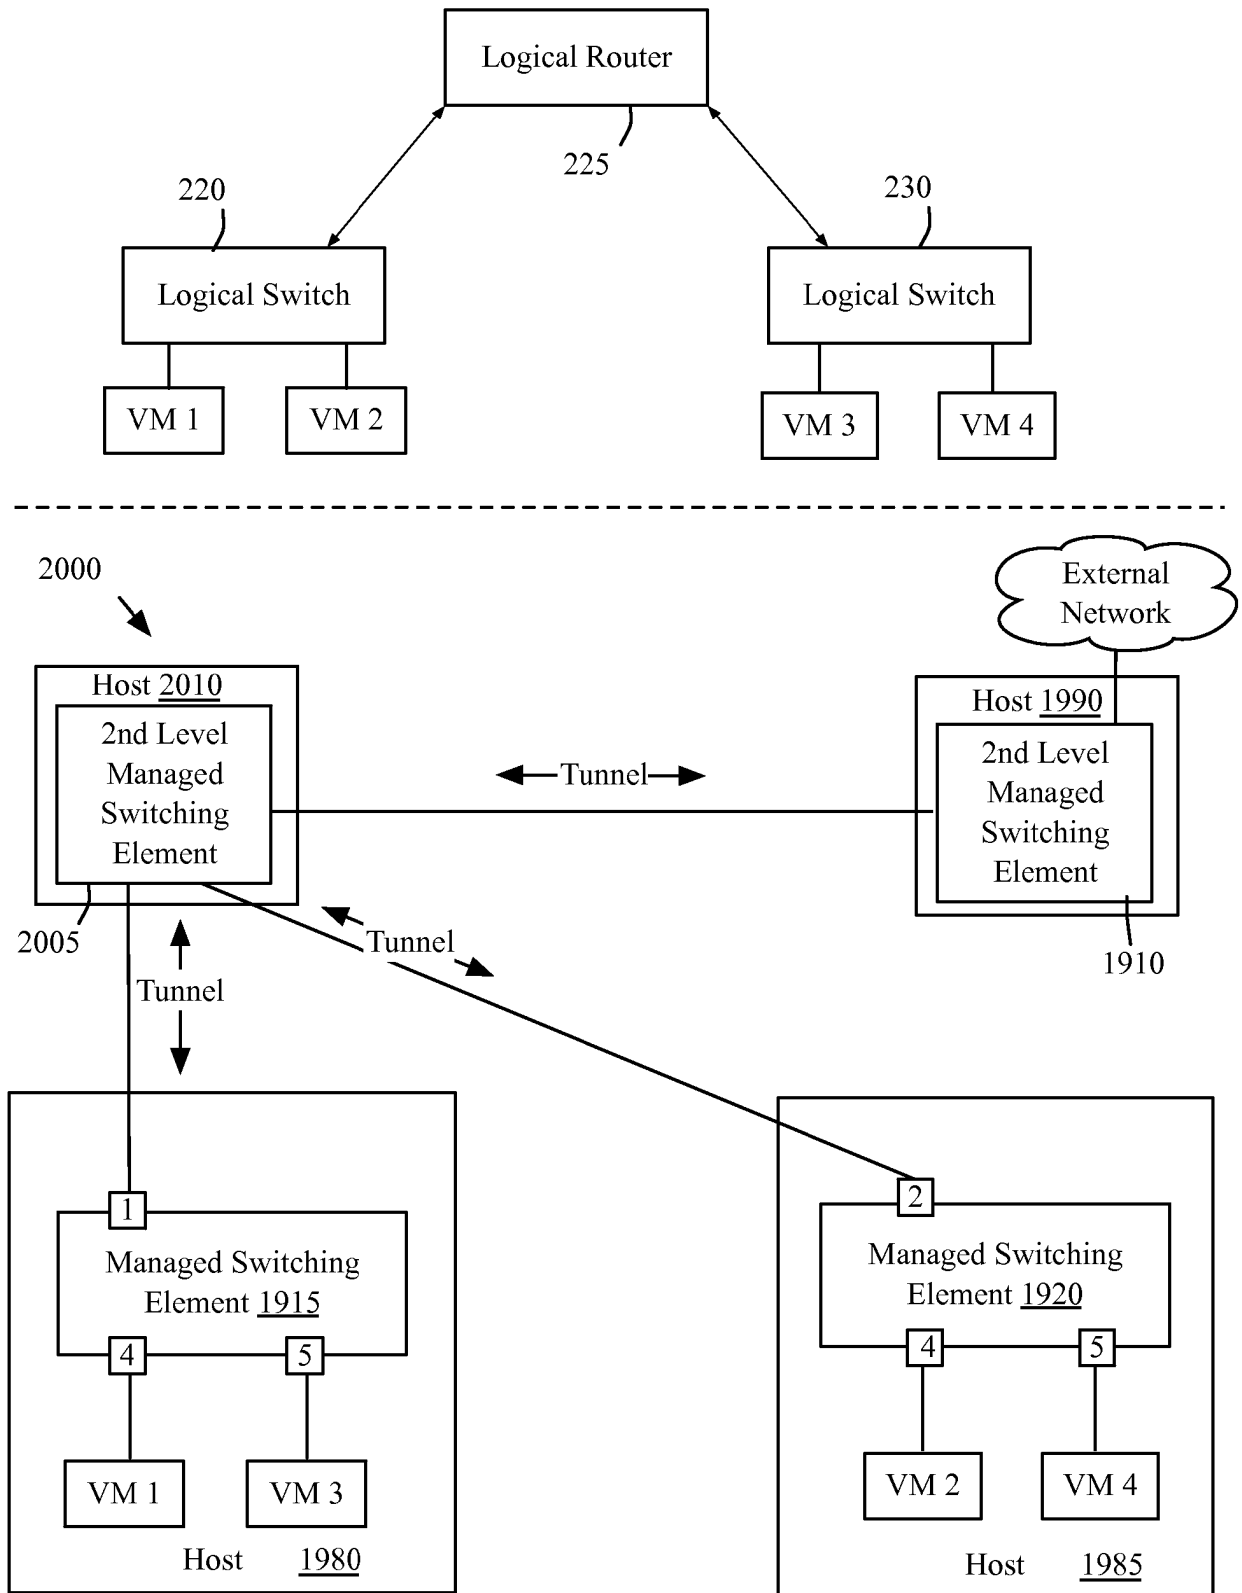 Logical Router
225
220
230
Logical Switch
Logical Switch
VM 1
VM 2
VM 3
VM 4
2000
External
Network
Host 2010
2nd Level
Managed
Switching
Element
Host 1990
2nd Level
Managed
Switching
Element
Tunnel
2005
Tunnel
1910
Tunnel
1
Managed Switching
Element 1915
4
5
VM 1
VM 3
Host 1980
2
Managed Switching
Element 1920
4
5
VM 2
VM 4
Host 1985